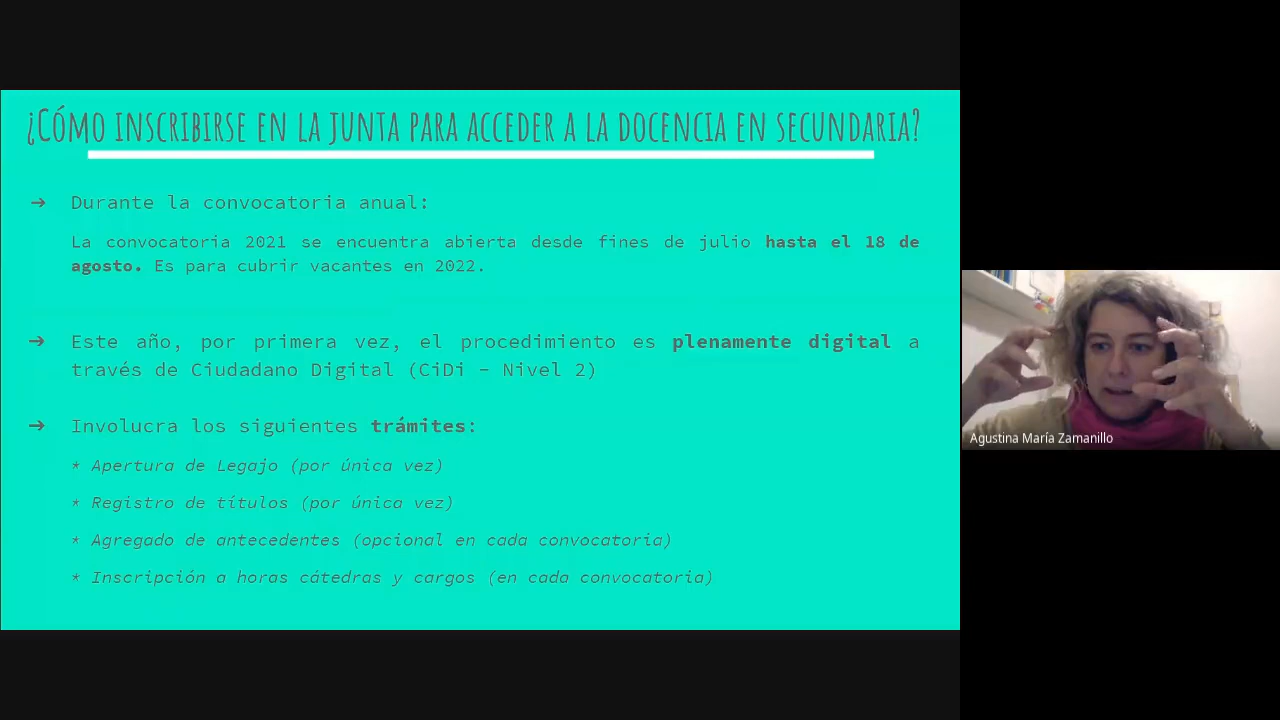 ¿Cómo inscribirse en la Junta para acceder a la docencia en secundaria?
➔ Durante la convocatoria anual:
La convocatoria 2021 se encuentra abierta desde fines de julio hasta el 18 de
agosto. Es para cubrir vacantes en 2022.
➔ Este año, por primera vez, el procedimiento es plenamente digital a
través de Ciudadano Digital (CiDi - Nivel 2)
➔ Involucra los siguientes trámites:
* Apertura de Legajo (por única vez)
* Registro de títulos (por única vez)
* Agregado de antecedentes (opcional en cada convocatoria)
* Inscripción a horas cátedras y cargos (en cada convocatoria)
Agustina María Zamanillo